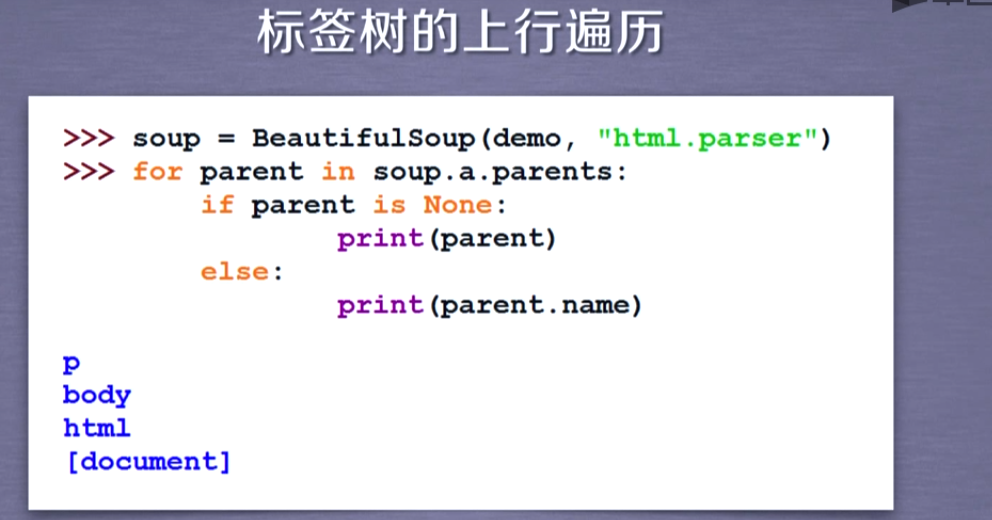 标签树的上行遍历
>>> soup = BeautifulSoup(demo, "html.parser")
>>> for parent in soup.a.parents:
        if parent is None:
                print(parent)
        else:
                print(parent.name)
p
body
html
[document]